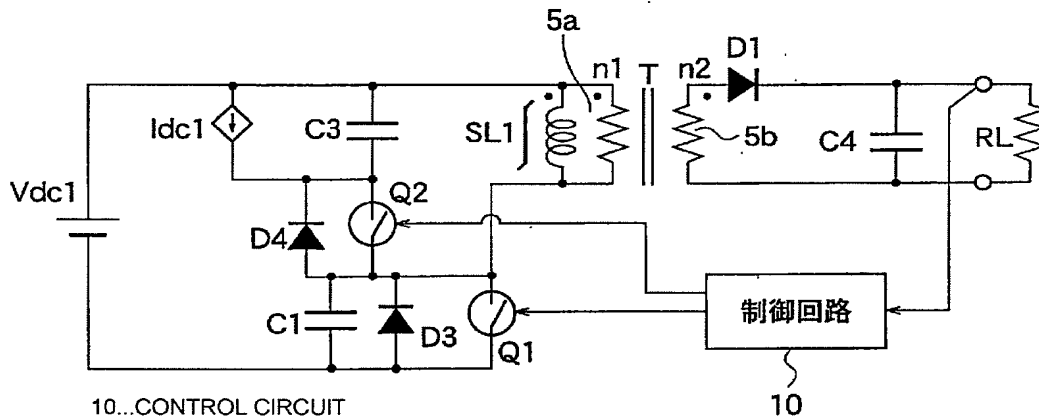 5a
D1
n1 T n2
Idc1
C3
SL1
5b
C4
RL
Vdc1
Q2
D4
C1
D3
Q1
制御回路
10...CONTROL CIRCUIT
10